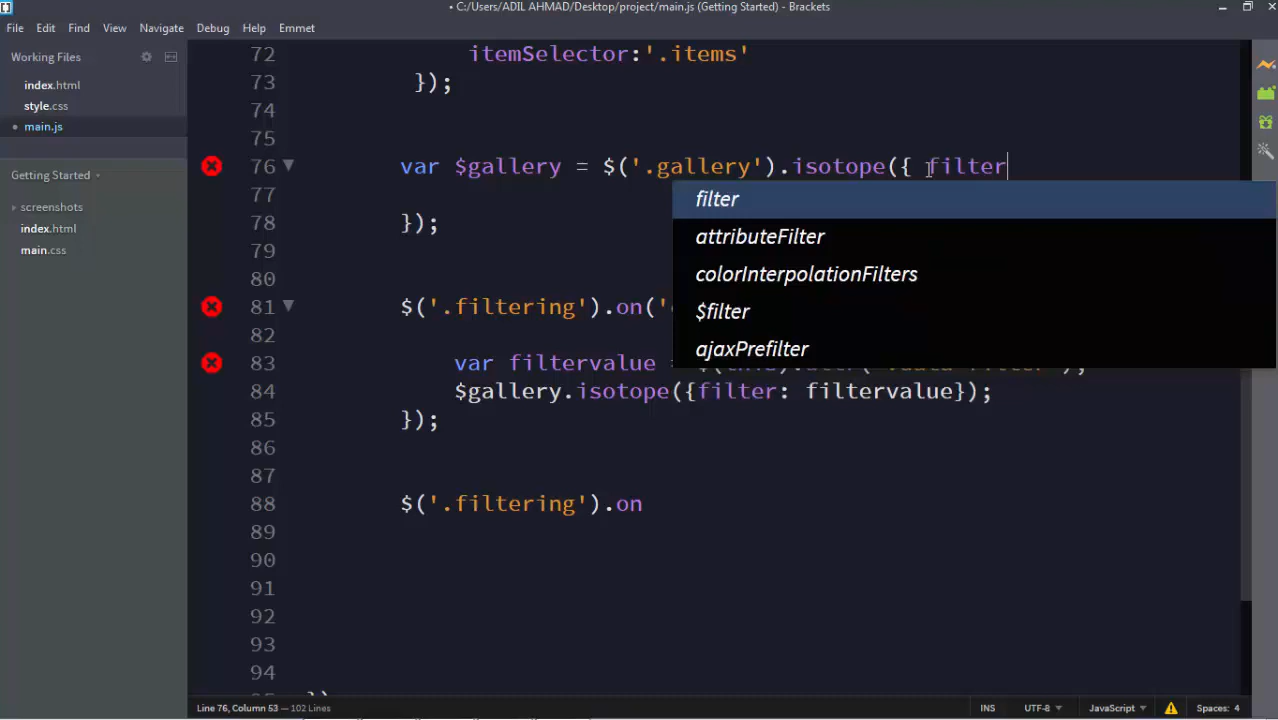 C:/Users/ADIL AHMAD/Desktop/project/main.js (Getting Started) - Brackets
File Edit Find View Navigate Debug Help Emmet
Working Files
index.html
style.css
main.js
Getting Started
screenshots
index.html
main.css
72 itemSelector:'.items'
73 });
74
75
76 var $gallery = $('.gallery').isotope({ filter
77
78 });
79
80
81 $('.filtering').on('
82
83 var filtervalue =
84 $gallery.isotope({filter: filtervalue});
85 });
86
87
88 $('.filtering').on
89
90
91
92
93
94
filter
attributeFilter
colorInterpolationFilters
$filter
ajaxPrefilter
Line 76, Column 53 — 102 Lines
INS UTF-8 JavaScript Spaces: 4